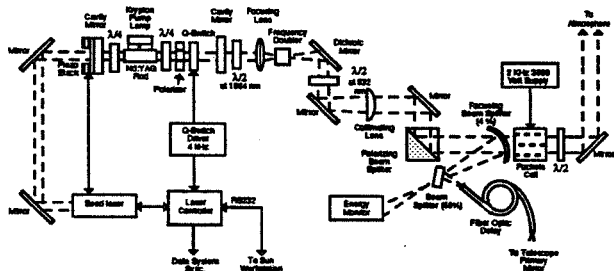 Cavity
Mirror
Krypton
Pump
Lamp
λ/4
λ/4
Q-Switch
Cavity
Mirror
Focusing
Lens
Frequency
Doubler
Dichroic Mirror
To
Atmosphere
Mirror
Stack
Nd:YAG
Rod
Polarizer
λ/2
at 1064 nm
Mirror
λ/2
at 532
nm
Mirror
Collimating
Lens
2 KHz 3000
Volt Supply
Focusing
Beam Splitter
(4 %)
Q-Switch
Driver
4 KHz
Polarizing
Beam
Splitter
Pockels
Cell
λ/2
Mirror
Mirror
Seed laser
Laser
Controller
RS232
Energy
Monitor
Beam
Splitter (50%)
Fiber Optic
Delay
Data System
Sync
To Sun
Workstation
To Telescope
Primary